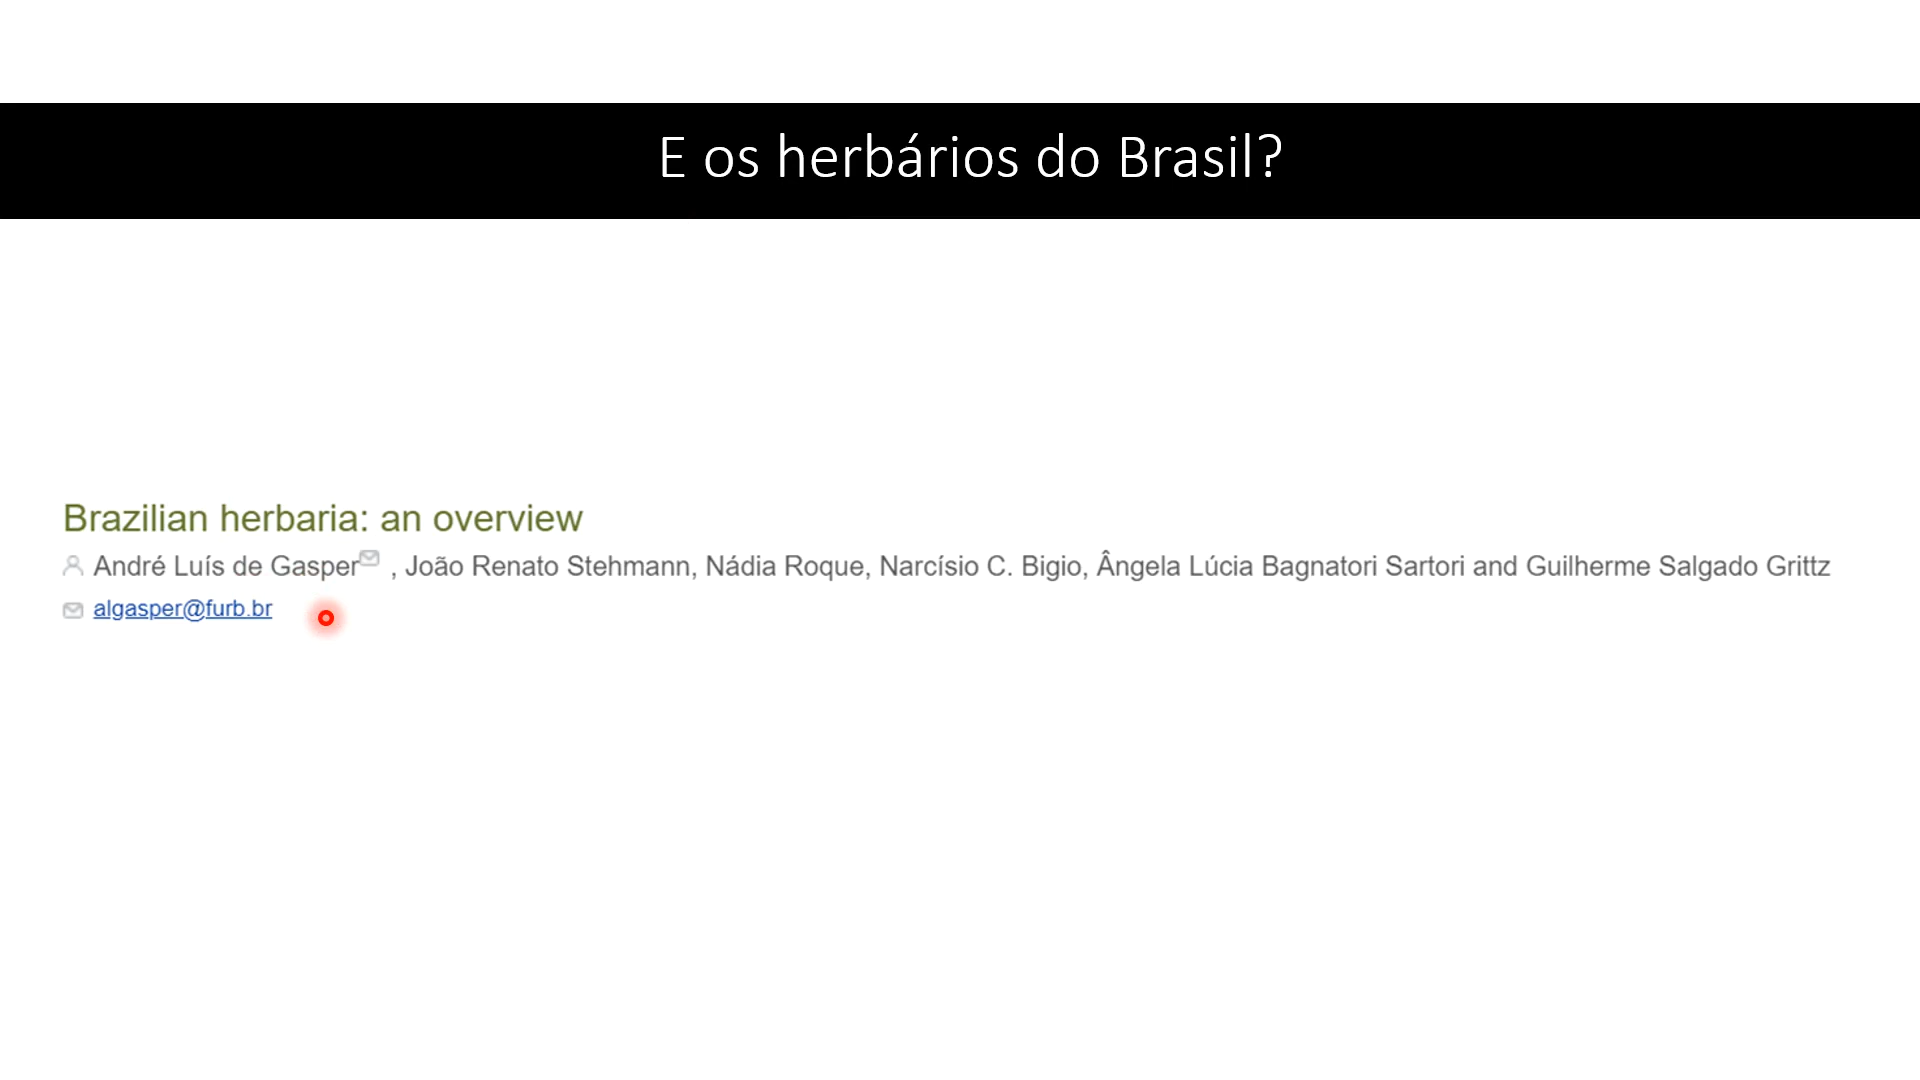 E os herbários do Brasil?
Brazilian herbaria: an overview
André Luís de Gasper , João Renato Stehmann, Nádia Roque, Narcísio C. Bigio, Ângela Lúcia Bagnatori Sartori and Guilherme Salgado Grittz
algasper@furb.br